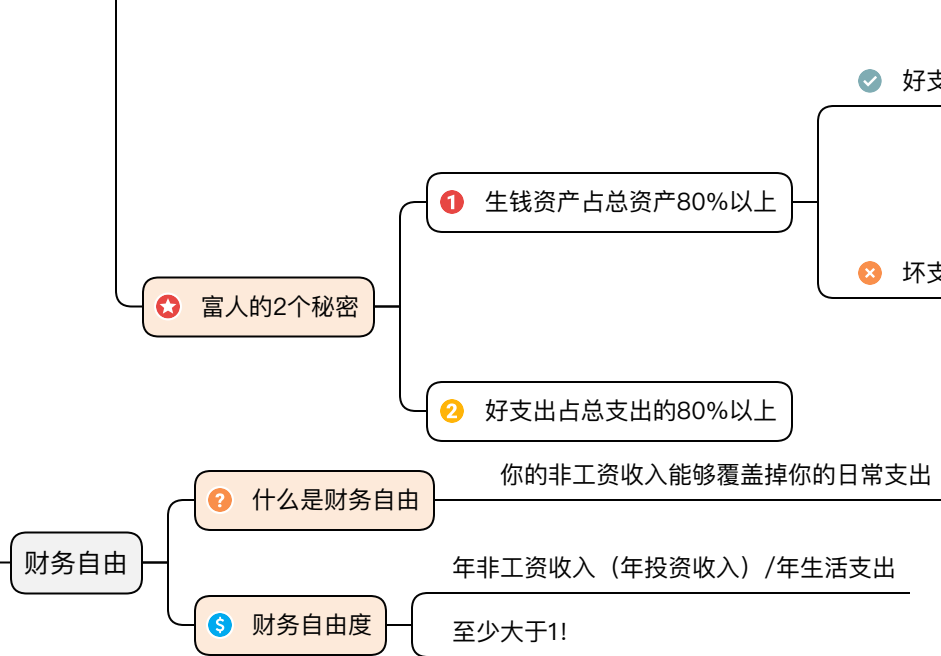 好支
1 生钱资产占总资产80%以上
坏支
富人的2个秘密
2 好支出占总支出的80%以上
你的非工资收入能够覆盖掉你的日常支出
? 什么是财务自由
财务自由
年非工资收入（年投资收入）/年生活支出
$ 财务自由度
至少大于1!